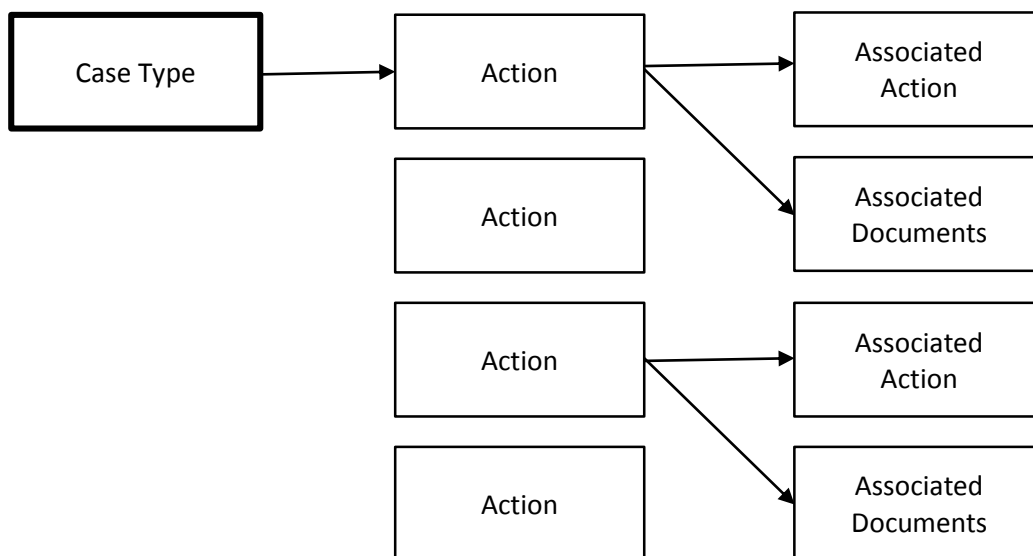 Case Type
Action
Associated
Action
Action
Associated
Documents
Action
Associated
Action
Action
Associated
Documents